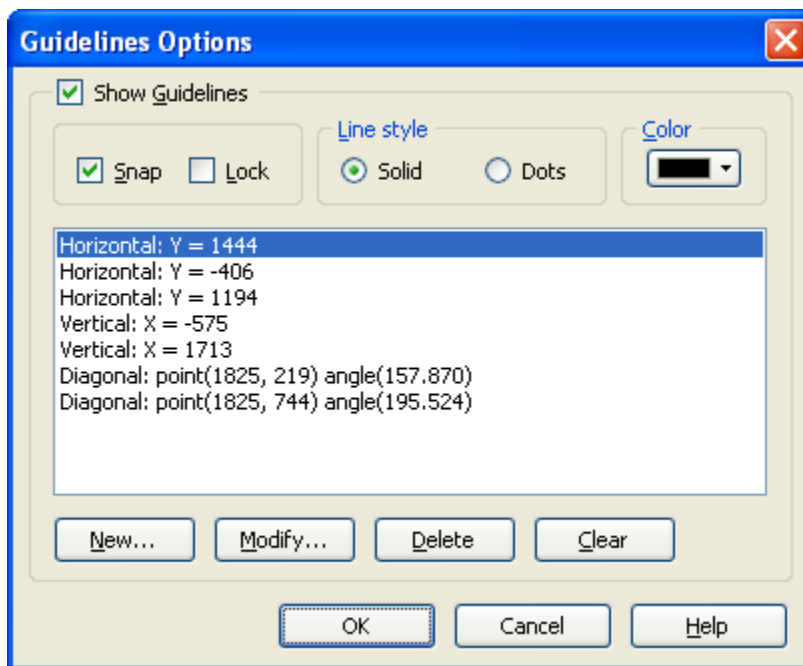 Guidelines Options
Show Guidelines
Line style
Color
Snap Lock
Solid Dots
Horizontal: Y = 1444
Horizontal: Y = -406
Horizontal: Y = 1194
Vertical: X = -575
Vertical: X = 1713
Diagonal: point(1825, 219) angle(157.870)
Diagonal: point(1825, 744) angle(195.524)
New... Modify... Delete Clear
OK Cancel Help